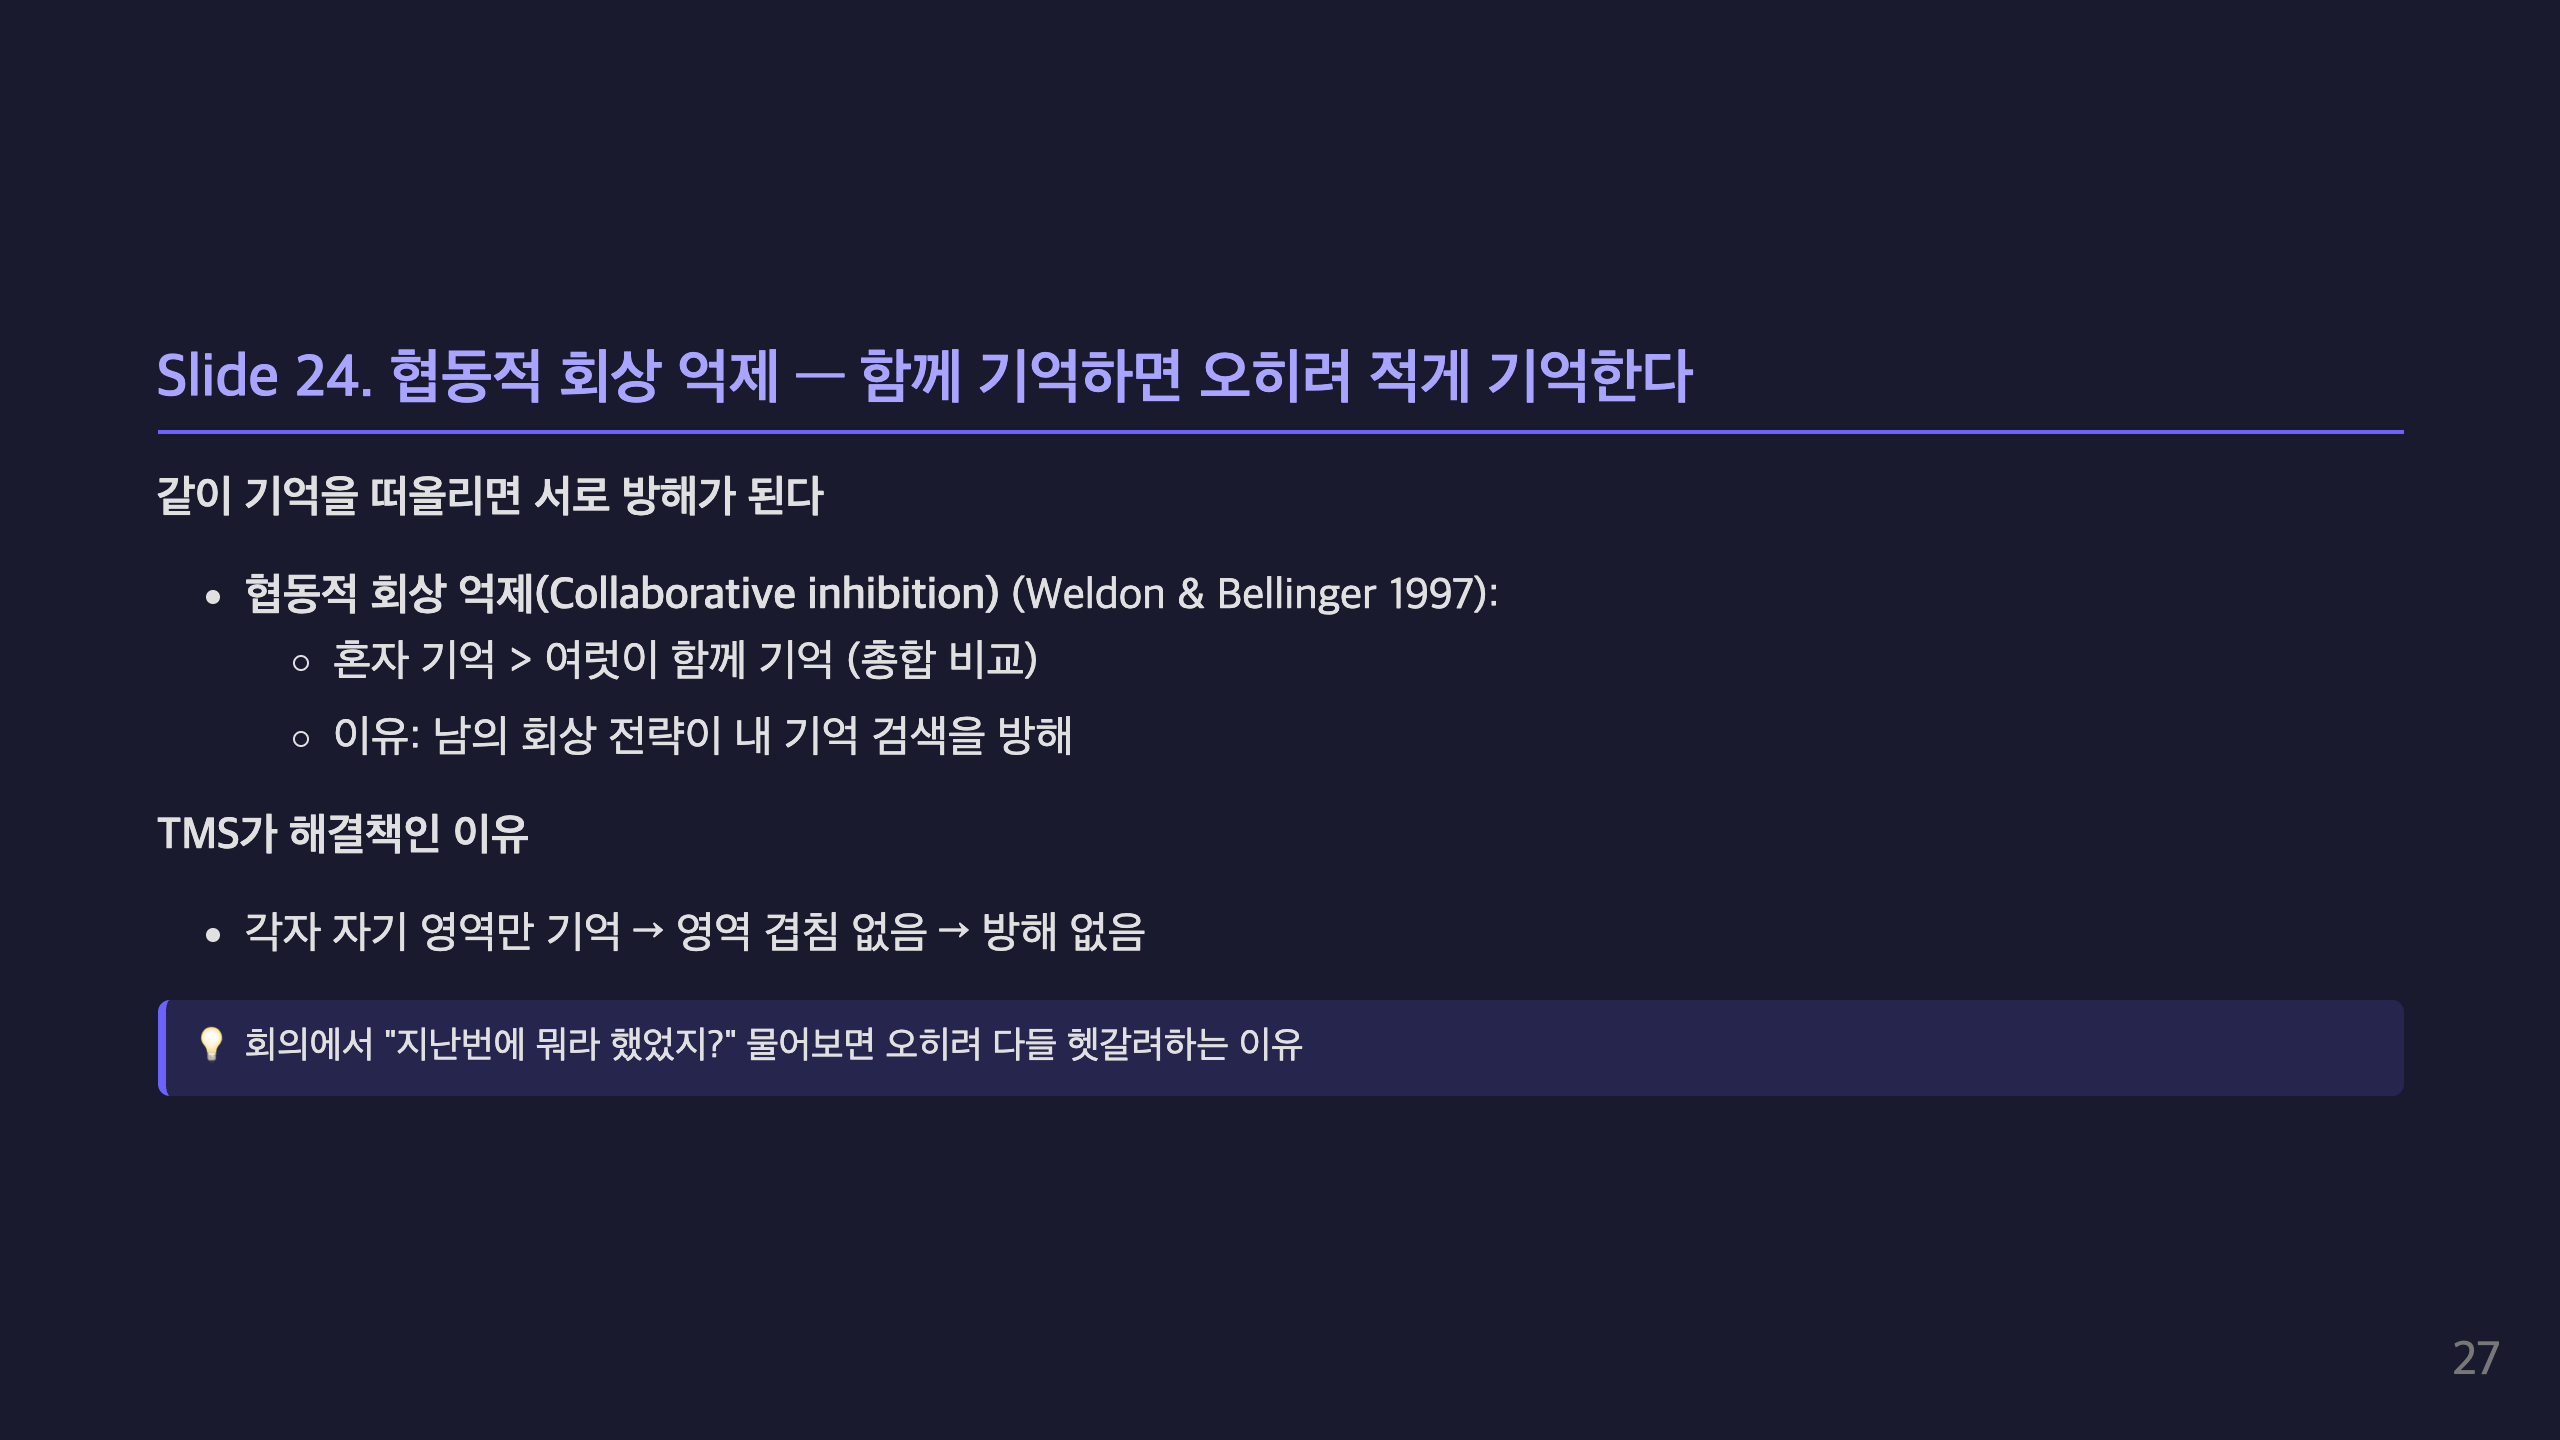 Slide 24. 협동적 회상 억제 — 함께 기억하면 오히려 적게 기억한다
같이 기억을 떠올리면 서로 방해가 된다
• 협동적 회상 억제(Collaborative inhibition) (Weldon & Bellinger 1997):
◦ 혼자 기억 > 여럿이 함께 기억 (총합 비교)
◦ 이유: 남의 회상 전략이 내 기억 검색을 방해
TMS가 해결책인 이유
• 각자 자기 영역만 기억 → 영역 겹침 없음 → 방해 없음
💡 회의에서 "지난번에 뭐라 했었지?" 물어보면 오히려 다들 헷갈려하는 이유
27